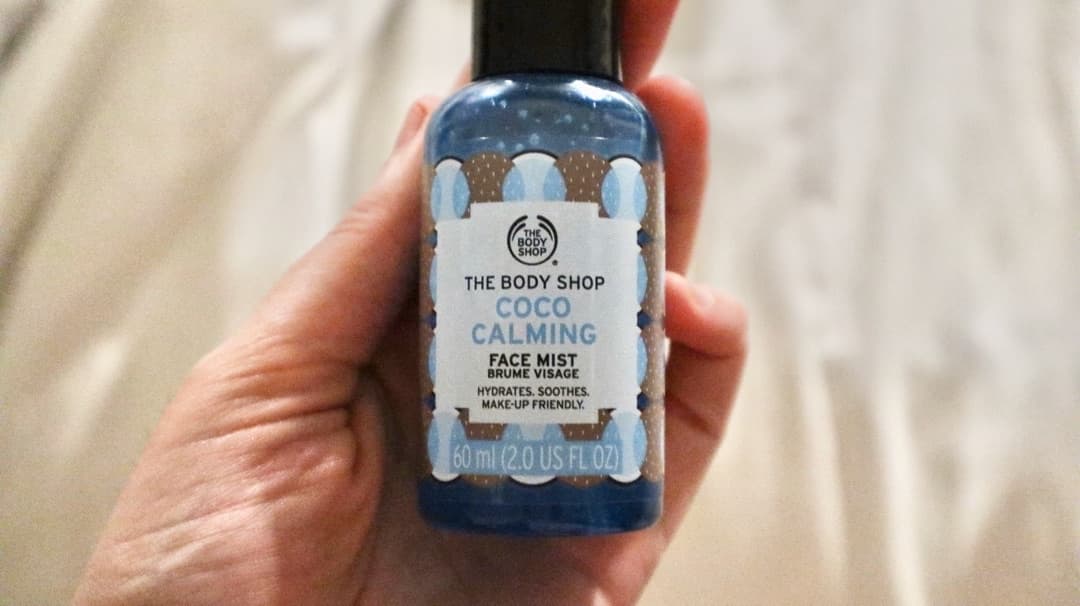 THE
BODY
SHOP
®
THE BODY SHOP
COCO
CALMING
FACE MIST
BRUME VISAGE
HYDRATES. SOOTHES.
MAKE-UP FRIENDLY.
60 ml (2.0 US FL OZ)